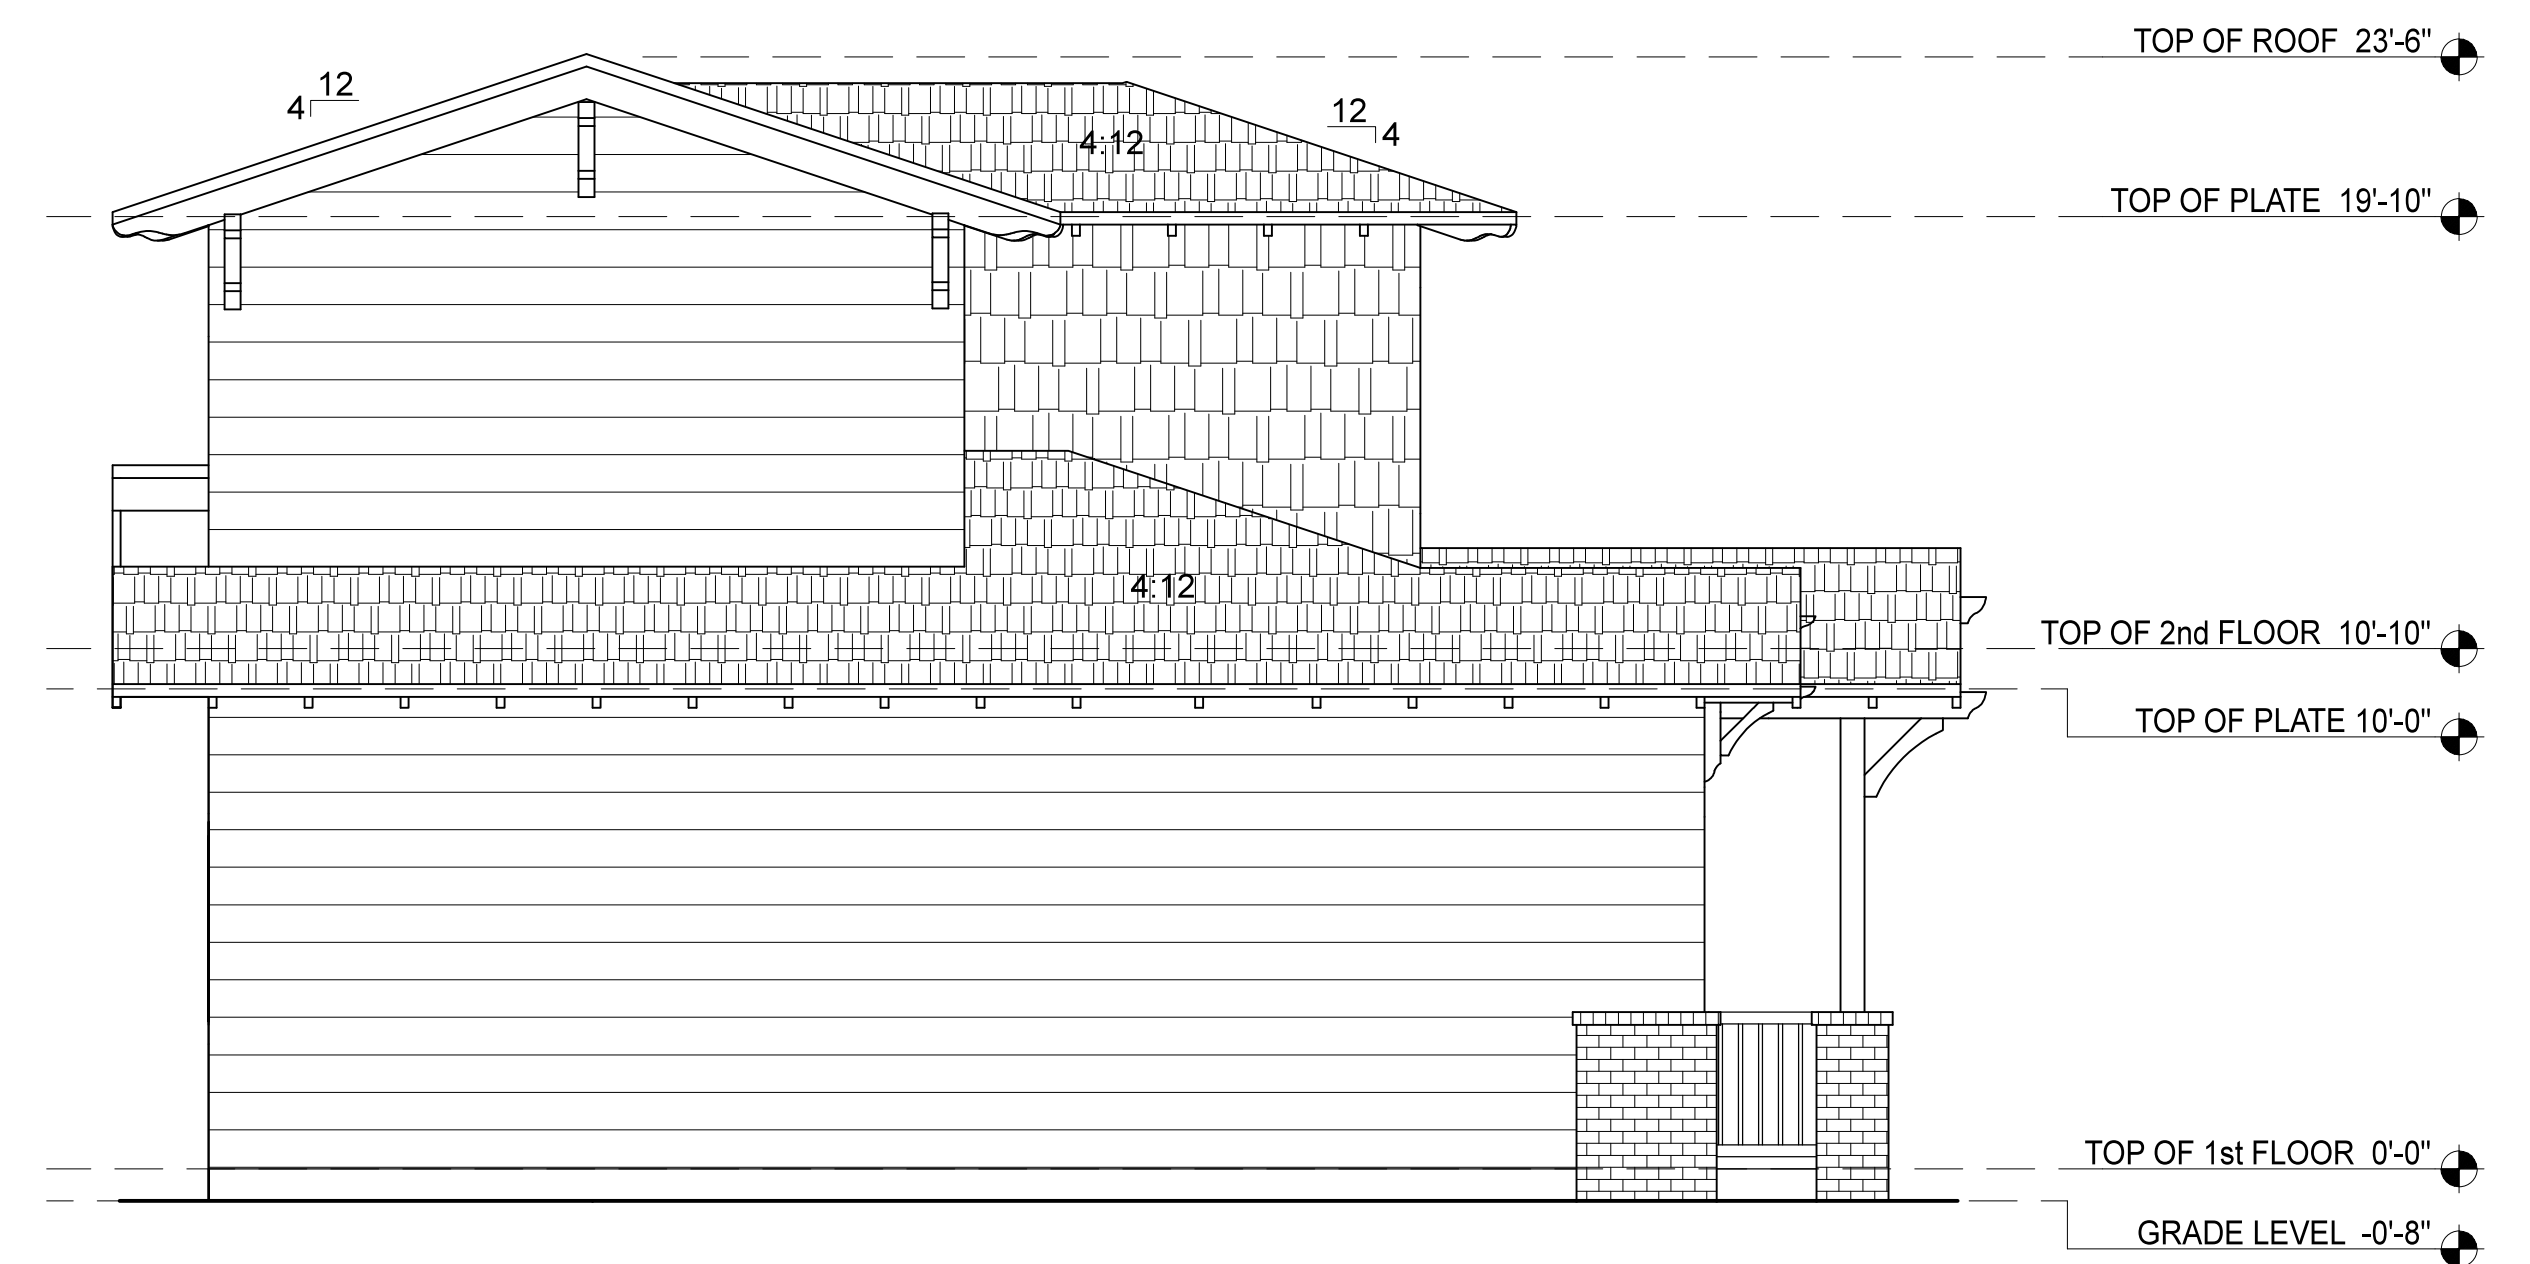 TOP OF ROOF 23'-6"
12
4
12
4
4:12
TOP OF PLATE 19'-10"
4:12
TOP OF 2nd FLOOR 10'-10"
TOP OF PLATE 10'-0"
TOP OF 1st FLOOR 0'-0"
GRADE LEVEL -0'-8"